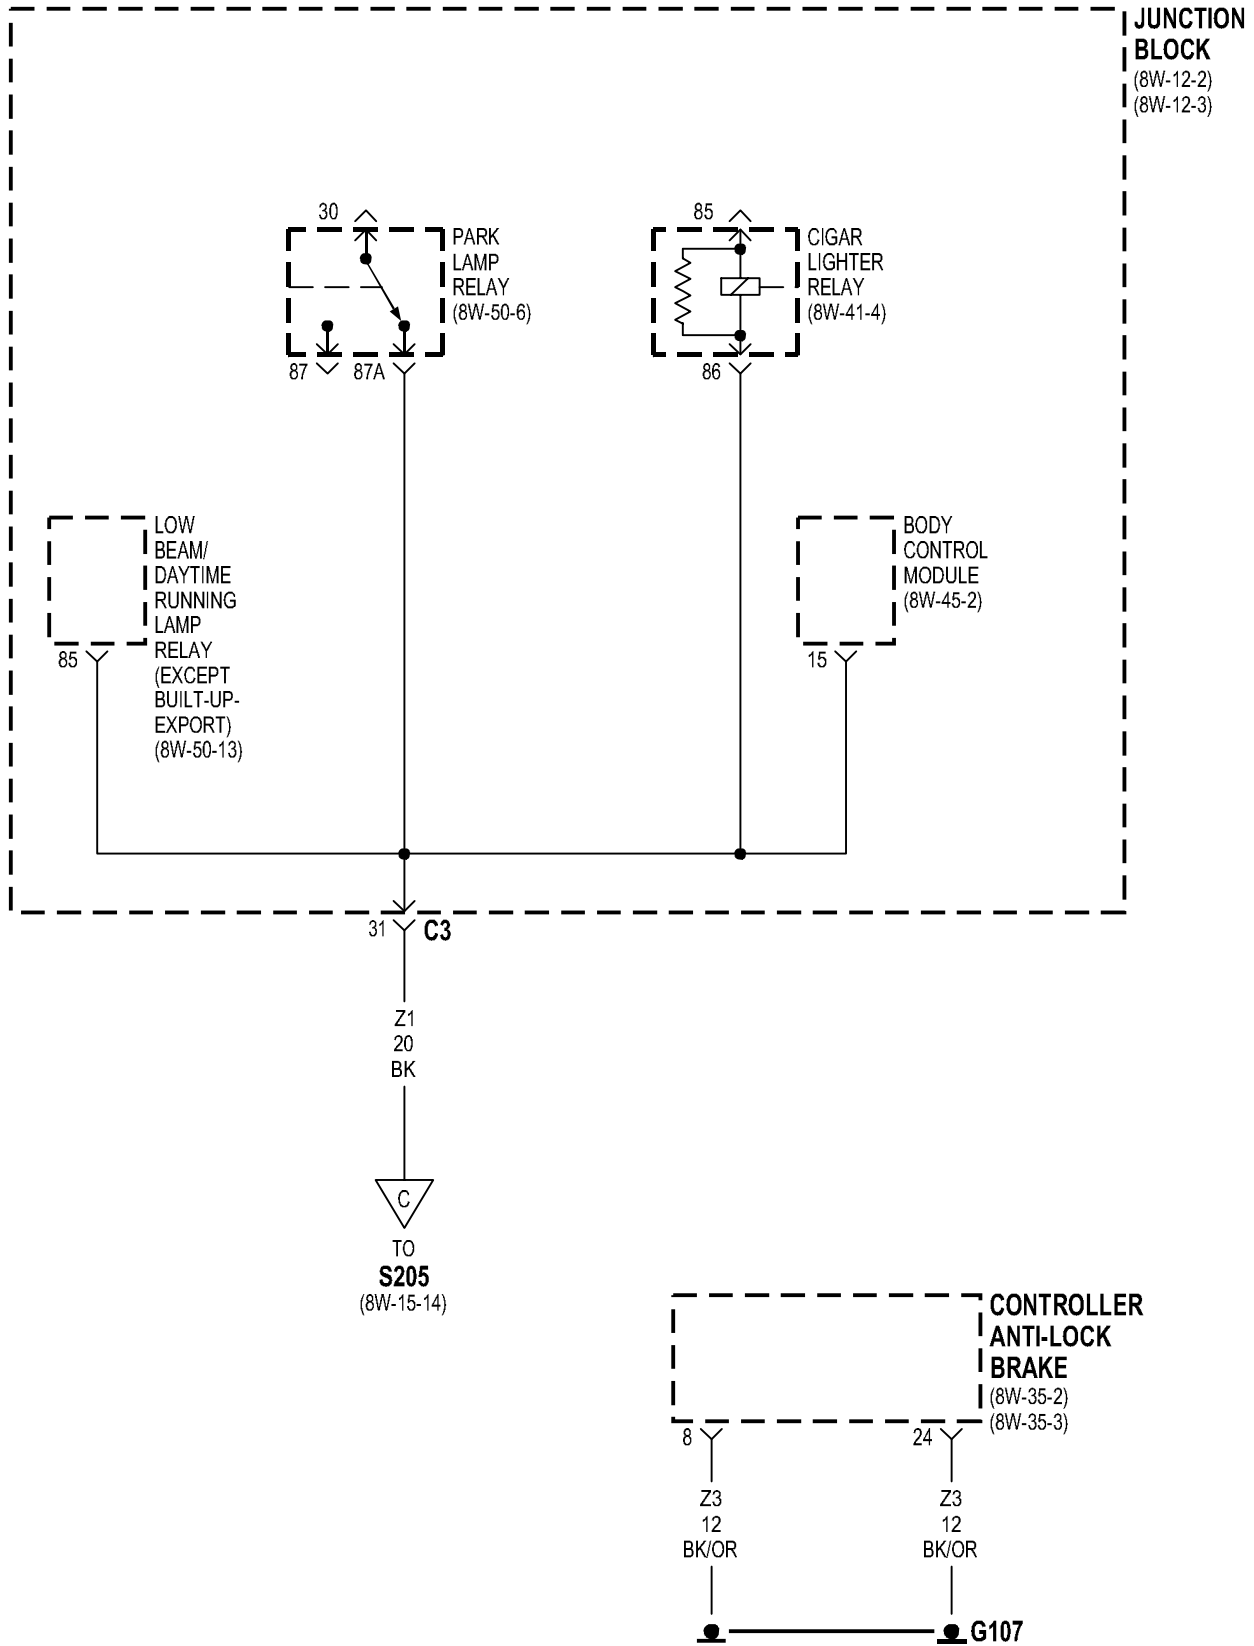 JUNCTION
BLOCK
(8W-12-2)
(8W-12-3)
30
PARK
LAMP
RELAY
(8W-50-6)
87
87A
85
CIGAR
LIGHTER
RELAY
(8W-41-4)
86
LOW
BEAM/
DAYTIME
RUNNING
LAMP
RELAY
(EXCEPT
BUILT-UP-
EXPORT)
(8W-50-13)
85
BODY
CONTROL
MODULE
(8W-45-2)
15
31
C3
Z1
20
BK
C
TO
S205
(8W-15-14)
CONTROLLER
ANTI-LOCK
BRAKE
(8W-35-2)
(8W-35-3)
8
24
Z3
12
BK/OR
Z3
12
BK/OR
G107